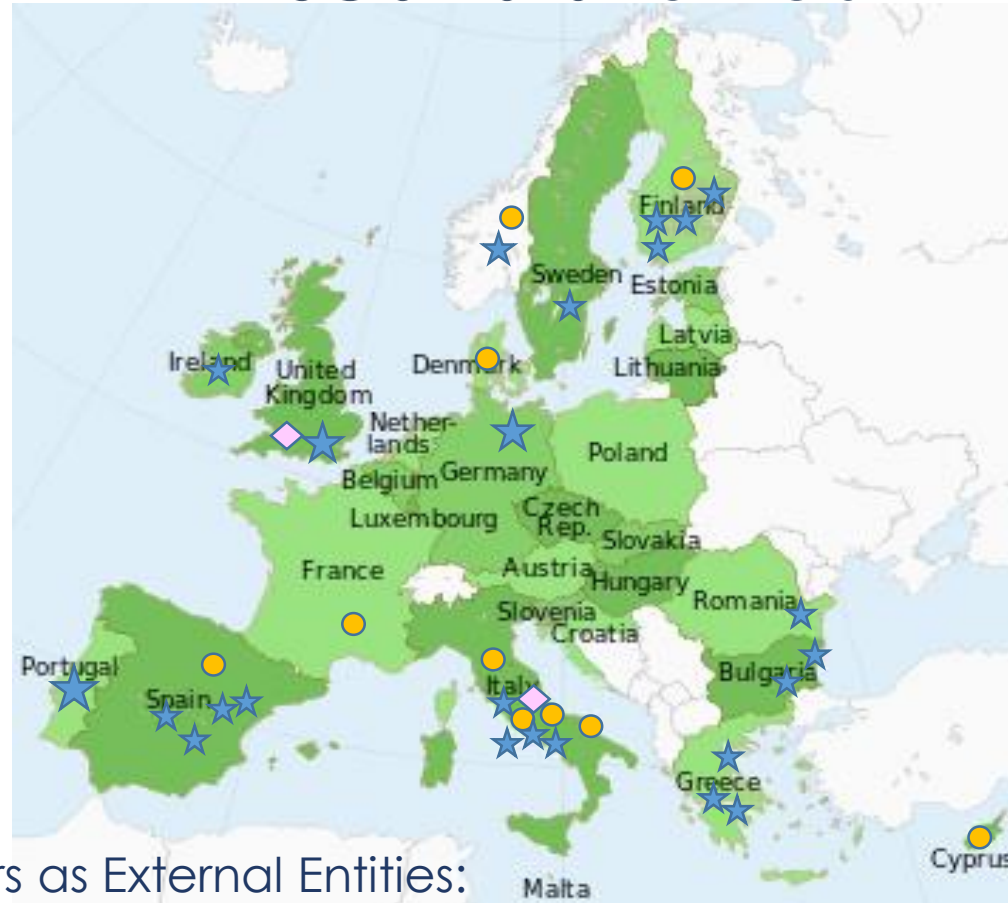 Finland
Sweden
Estonia
Latvia
Lithuania
Ireland
United
Kingdom
Denmark
Nether-
lands
Belgium
Germany
Poland
Luxembourg
Czech
Rep.
Slovakia
France
Austria
Hungary
Slovenia
Romania
Croatia
Portugal
Spain
Italy
Bulgaria
Greece
Cyprus
rs as External Entities:
Malta